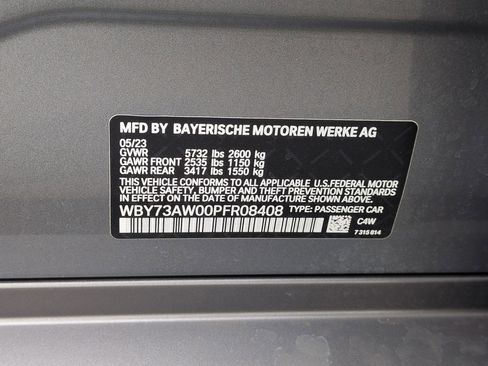 MFD BY BAYERISCHE MOTOREN WERKE AG
05/23
GVWR 5732 lbs 2600 kg
GAWR FRONT 2535 lbs 1150 kg
GAWR REAR 3417 lbs 1550 kg
THIS VEHICLE CONFORMS TO ALL APPLICABLE U.S. FEDERAL MOTOR
VEHICLE SAFETY, BUMPER AND THEFT PREVENTION STANDARDS
IN EFFECT ON THE DATE OF MANUFACTURE SHOWN ABOVE.
WBY73AW00PFR08408 TYPE: PASSENGER CAR
C4W
7 315 014